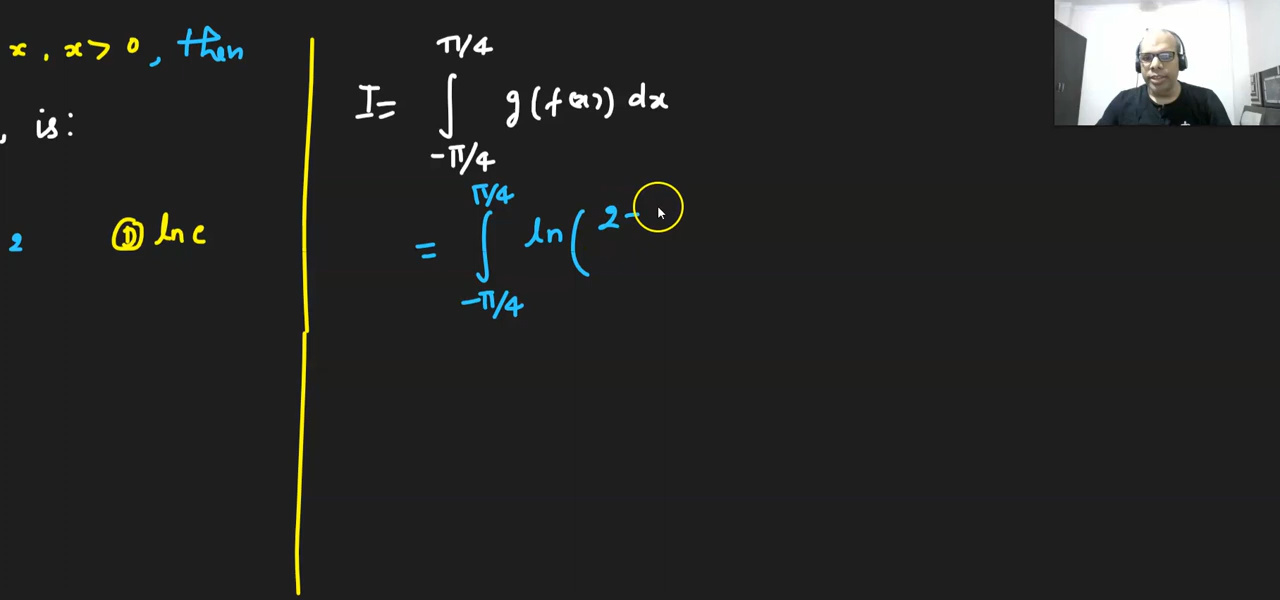 x, x > 0, then
, is:
2 Ⓓ ln e
I = ∫_{-π/4}^{π/4} g(f(x)) dx
= ∫_{-π/4}^{π/4} ln( 2 -